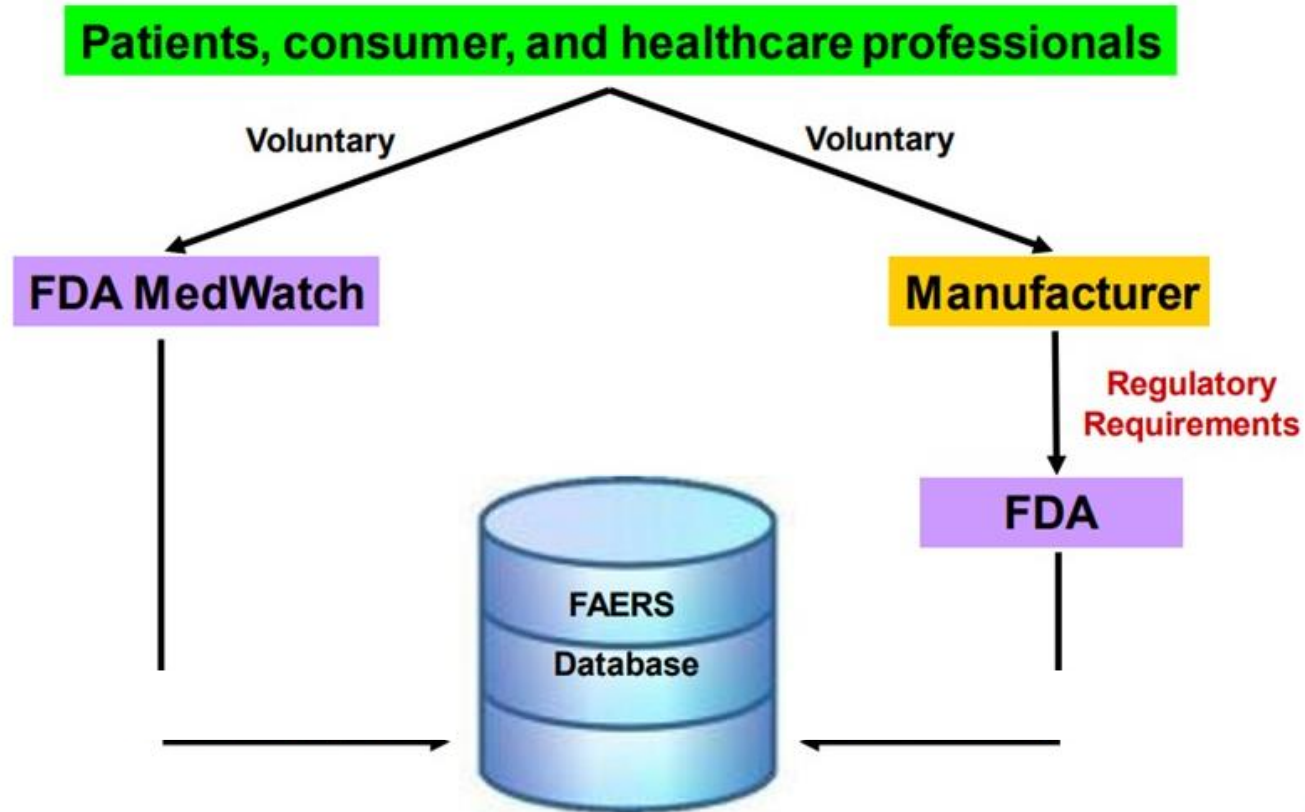 Patients, consumer, and healthcare professionals
Voluntary
Voluntary
FDA MedWatch
Manufacturer
Regulatory
Requirements
FDA
FAERS
Database